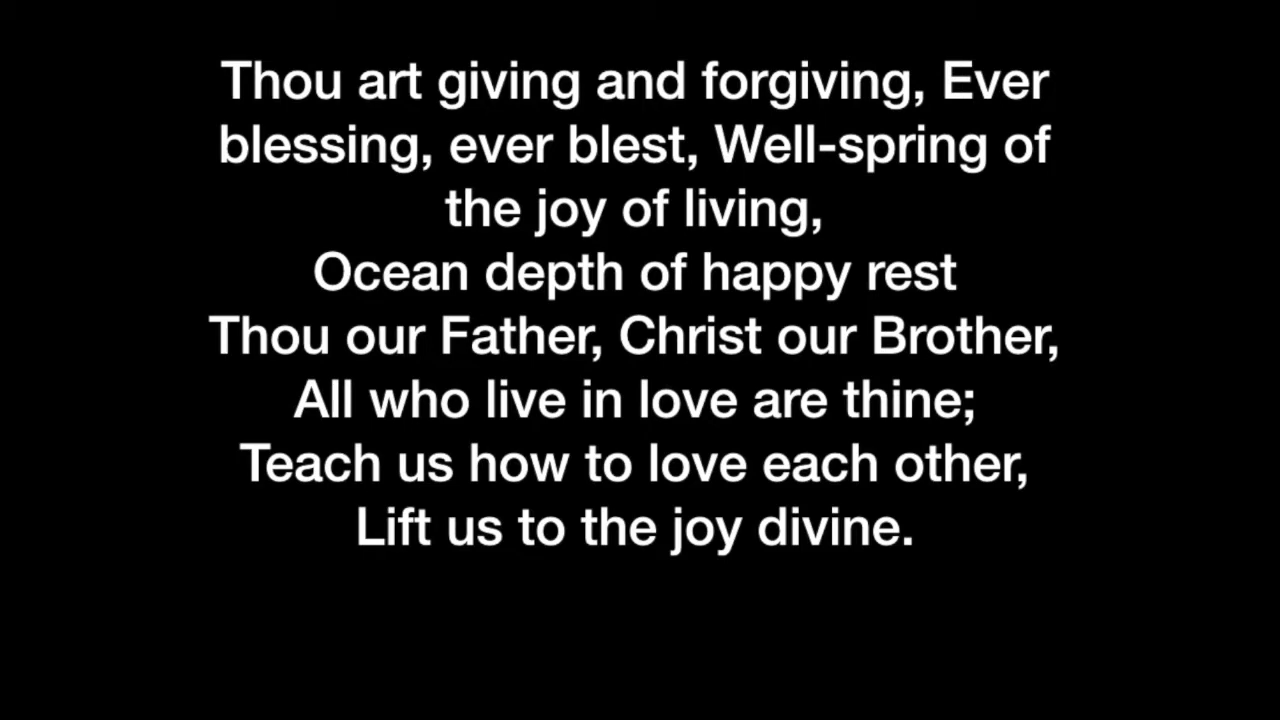 Thou art giving and forgiving, Ever
blessing, ever blest, Well-spring of
the joy of living,
Ocean depth of happy rest
Thou our Father, Christ our Brother,
All who live in love are thine;
Teach us how to love each other,
Lift us to the joy divine.